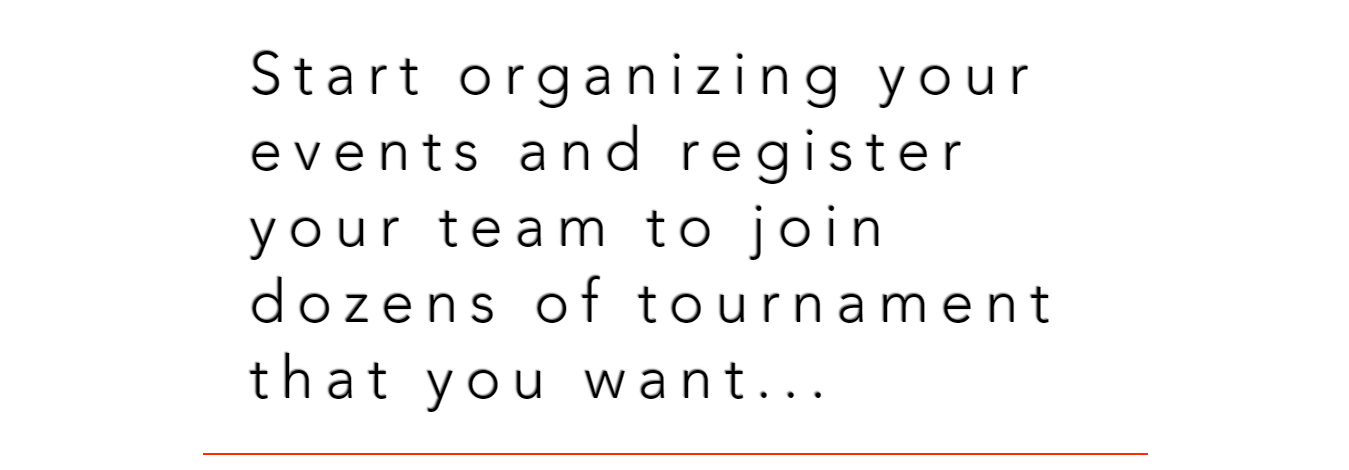 Start organizing your
events and register
your team to join
dozens of tournament
that you want...